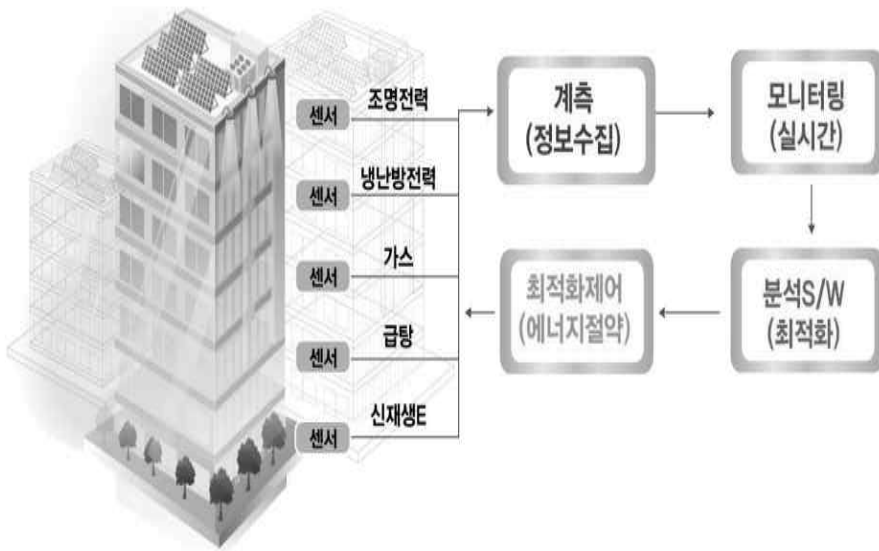 센서 조명전력
센서 냉난방전력
센서 가스
센서 급탕
센서 신재생E
계측
(정보수집)
모니터링
(실시간)
분석S/W
(최적화)
최적화제어
(에너지절약)